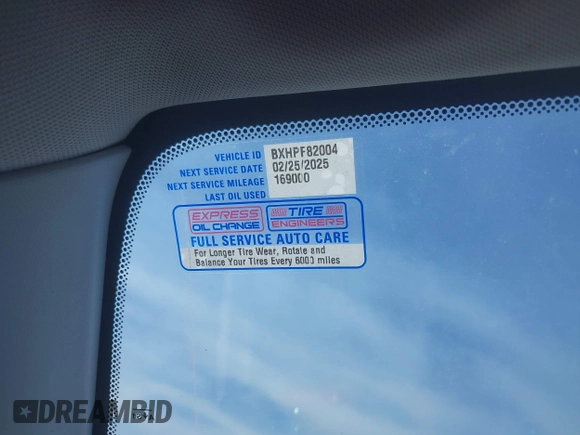 VEHICLE ID BXHPF82004
NEXT SERVICE DATE 02/25/2025
NEXT SERVICE MILEAGE 169000
LAST OIL USED
EXPRESS OIL CHANGE
TIRE ENGINEERS
FULL SERVICE AUTO CARE
For Longer Tire Wear, Rotate and
Balance Your Tires Every 6000 miles
DREAMBID